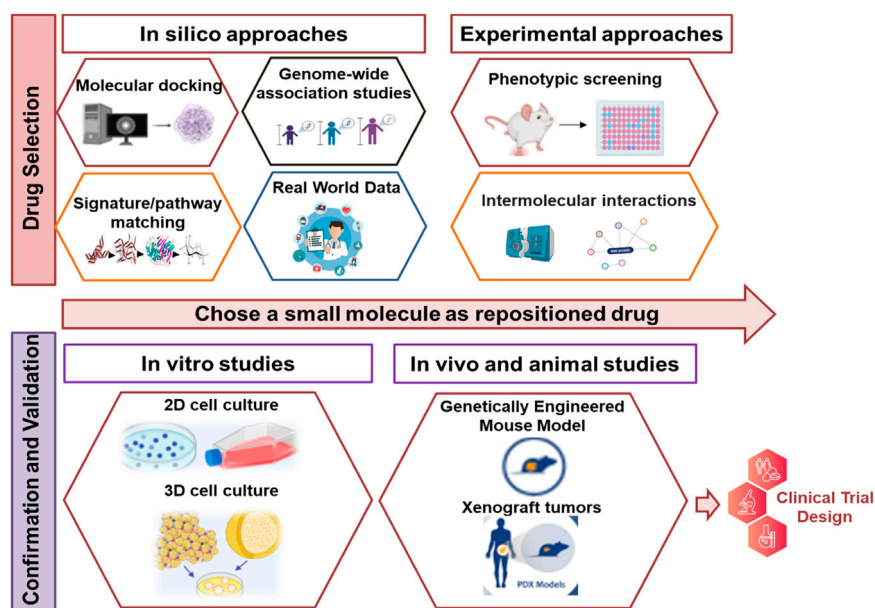 Drug Selection
In silico approaches
Experimental approaches
Molecular docking
Genome-wide
association studies
Phenotypic screening
Signature/pathway
matching
Real World Data
Intermolecular interactions
Chose a small molecule as repositioned drug
Confirmation and Validation
In vitro studies
In vivo and animal studies
2D cell culture
3D cell culture
Genetically Engineered
Mouse Model
Xenograft tumors
PDX Models
Clinical Trial
Design